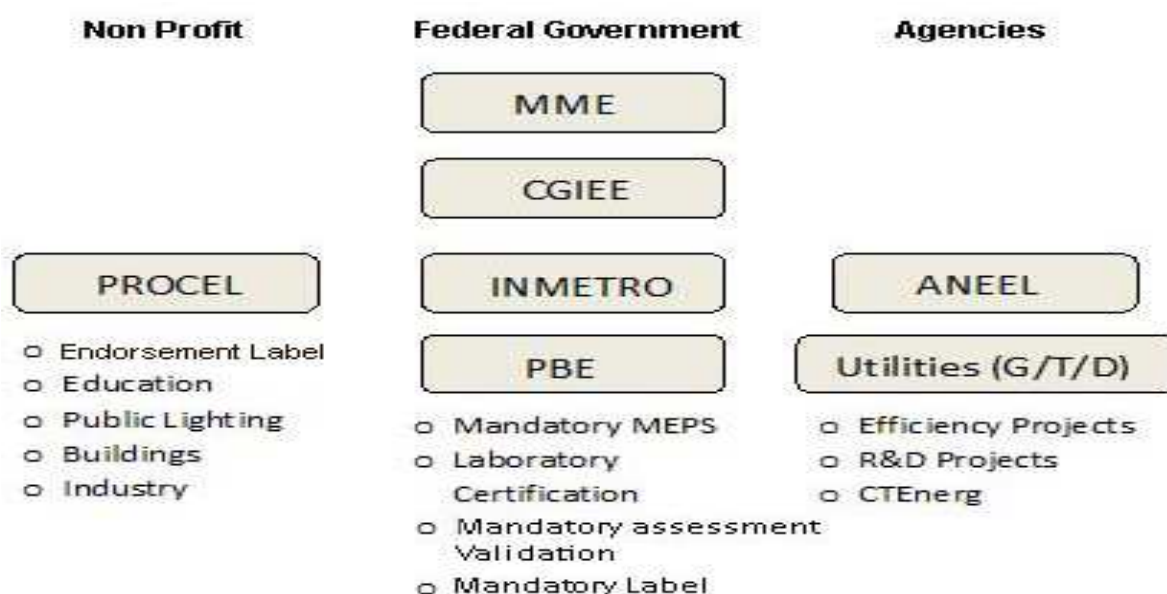 Non Profit
Federal Government
Agencies
MME
CGIEE
PROCEL
INMETRO
ANEEL
o Endorsement Label
o Education
o Public Lighting
o Buildings
o Industry
PBE
o Mandatory MEPS
o Laboratory
Certification
o Mandatory assessment
Validation
o Mandatory Label
Utilities (G/T/D)
o Efficiency Projects
o R&D Projects
o CTEnerg